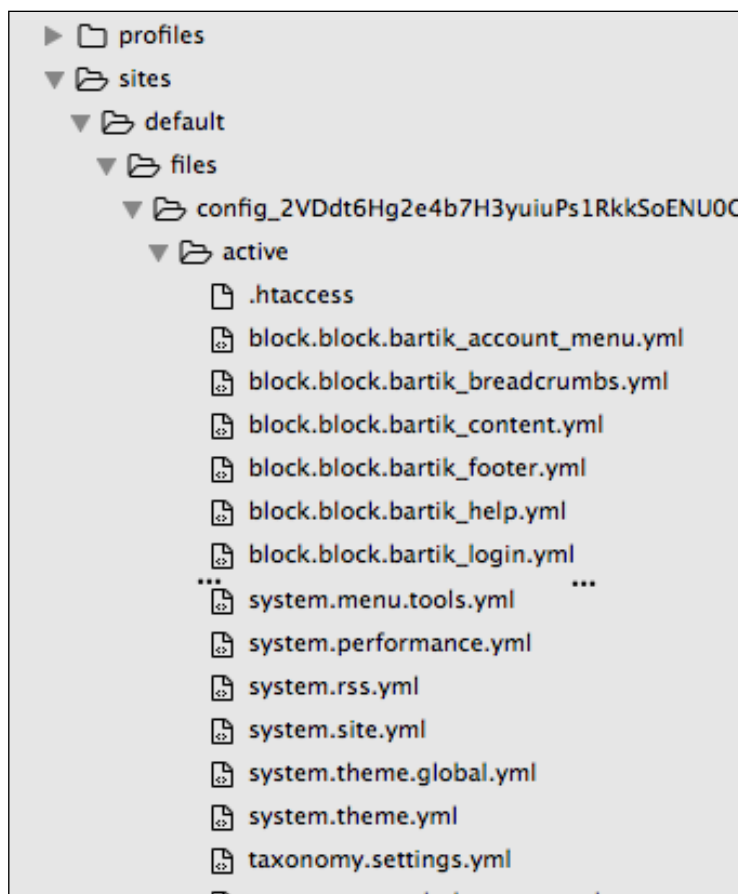 profiles
sites
default
files
config_2VDdt6Hg2e4b7H3yuiuPs1RkkSoENU0C
active
.htaccess
block.block.bartik_account_menu.yml
block.block.bartik_breadcrumbs.yml
block.block.bartik_content.yml
block.block.bartik_footer.yml
block.block.bartik_help.yml
block.block.bartik_login.yml
... ...
system.menu.tools.yml
system.performance.yml
system.rss.yml
system.site.yml
system.theme.global.yml
system.theme.yml
taxonomy.settings.yml